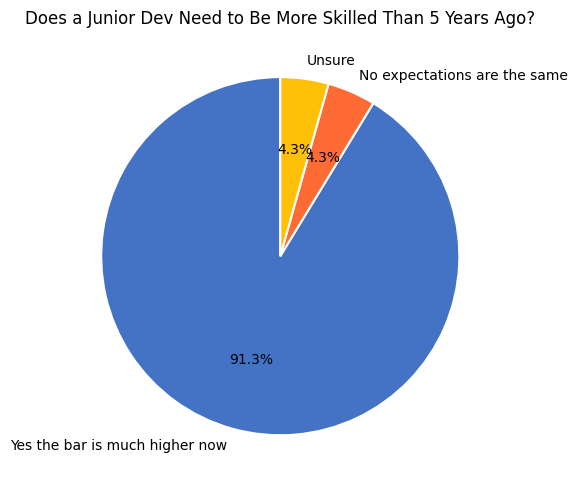 Does a Junior Dev Need to Be More Skilled Than 5 Years Ago?
Unsure
No expectations are the same
4.3%
4.3%
91.3%
Yes the bar is much higher now